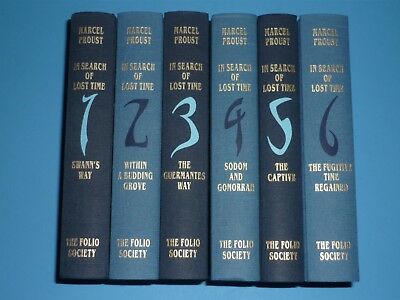 MARCEL
PROUST
IN SEARCH
OF
LOST TIME
1
SWANN'S
WAY
THE FOLIO
SOCIETY
MARCEL
PROUST
IN SEARCH
OF
LOST TIME
2
WITHIN
A BUDDING
GROVE
THE FOLIO
SOCIETY
MARCEL
PROUST
IN SEARCH
OF
LOST TIME
3
THE
GUERMANTES
WAY
THE FOLIO
SOCIETY
MARCEL
PROUST
IN SEARCH
OF
LOST TIME
4
SODOM
AND
GOMORRAH
THE FOLIO
SOCIETY
MARCEL
PROUST
IN SEARCH
OF
LOST TIME
5
THE
CAPTIVE
THE FOLIO
SOCIETY
MARCEL
PROUST
IN SEARCH
OF
LOST TIME
6
THE FUGITIVE
TIME
REGAINED
THE FOLIO
SOCIETY